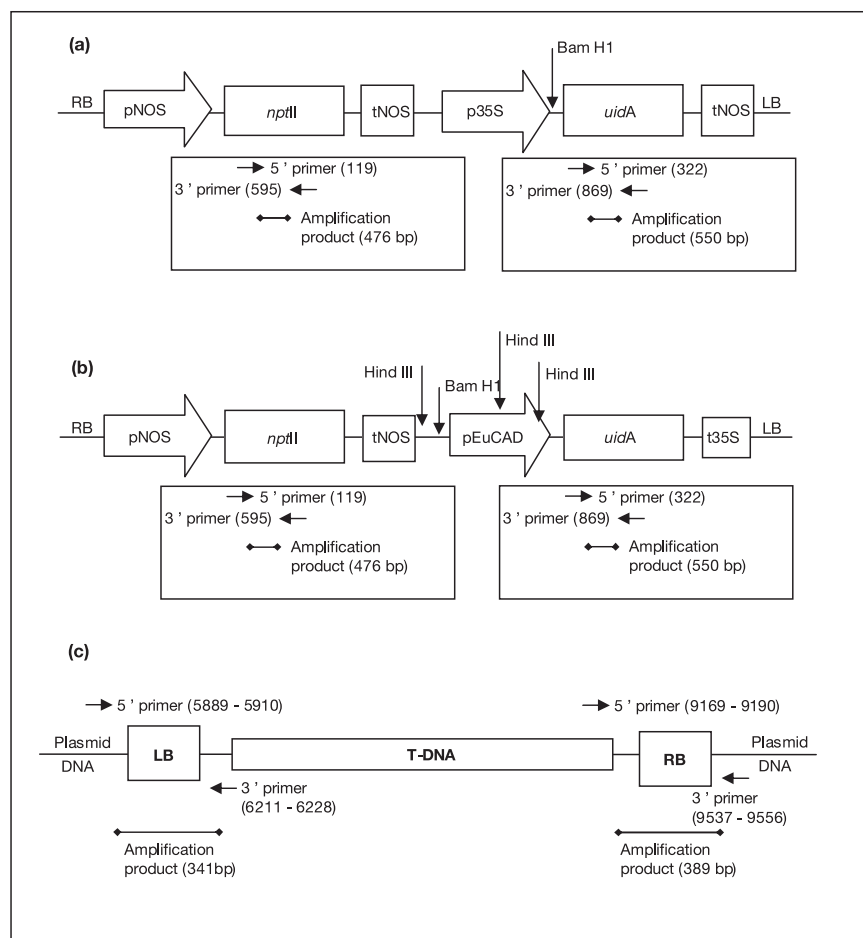 (a)
Bam H1
RB
pNOS
nptII
tNOS
p35S
uidA
tNOS
LB
5 ' primer (119)
3 ' primer (595)
Amplification
product (476 bp)
5 ' primer (322)
3 ' primer (869)
Amplification
product (550 bp)
(b)
Hind III
Hind III
Hind III
Bam H1
RB
pNOS
nptII
tNOS
pEuCAD
uidA
t35S
LB
5 ' primer (119)
3 ' primer (595)
Amplification
product (476 bp)
5 ' primer (322)
3 ' primer (869)
Amplification
product (550 bp)
(c)
5 ' primer (5889 - 5910)
5 ' primer (9169 - 9190)
Plasmid
DNA
LB
T-DNA
RB
Plasmid
DNA
3 ' primer
(6211 - 6228)
3 ' primer
(9537 - 9556)
Amplification
product (341bp)
Amplification
product (389 bp)